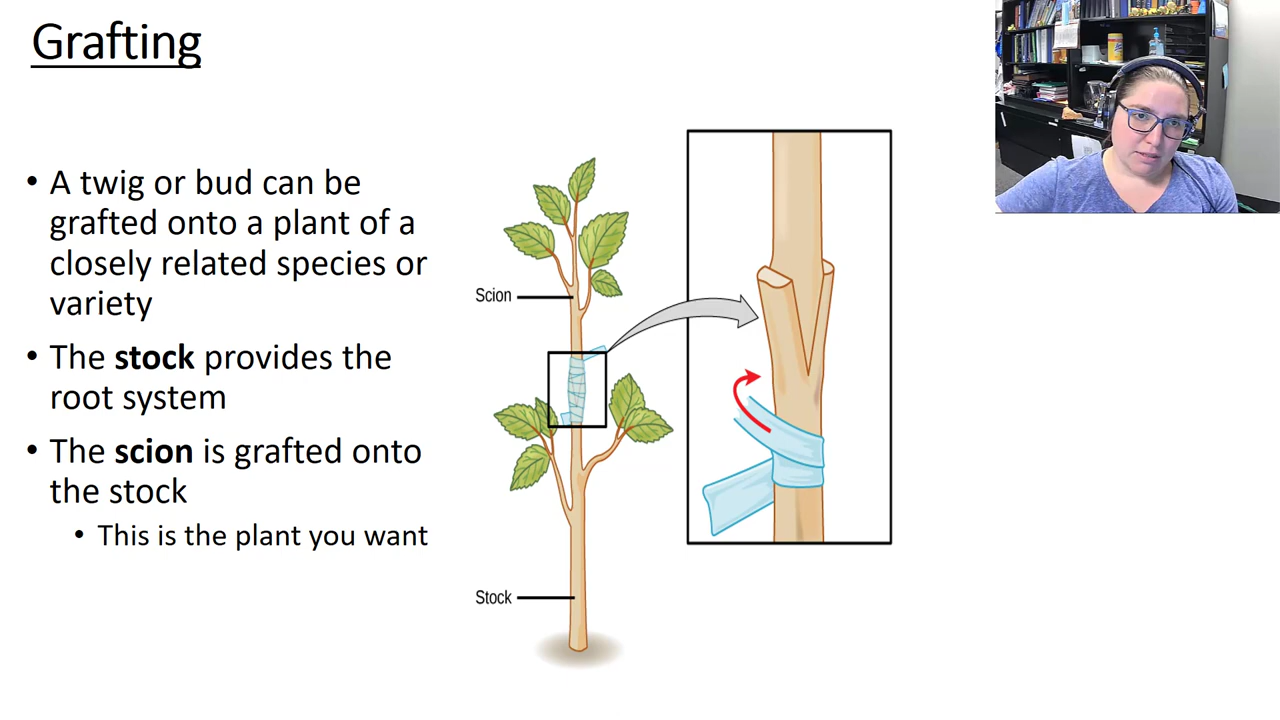 Grafting
• A twig or bud can be
grafted onto a plant of a
closely related species or
variety
• The stock provides the
root system
• The scion is grafted onto
the stock
• This is the plant you want
Scion
Stock